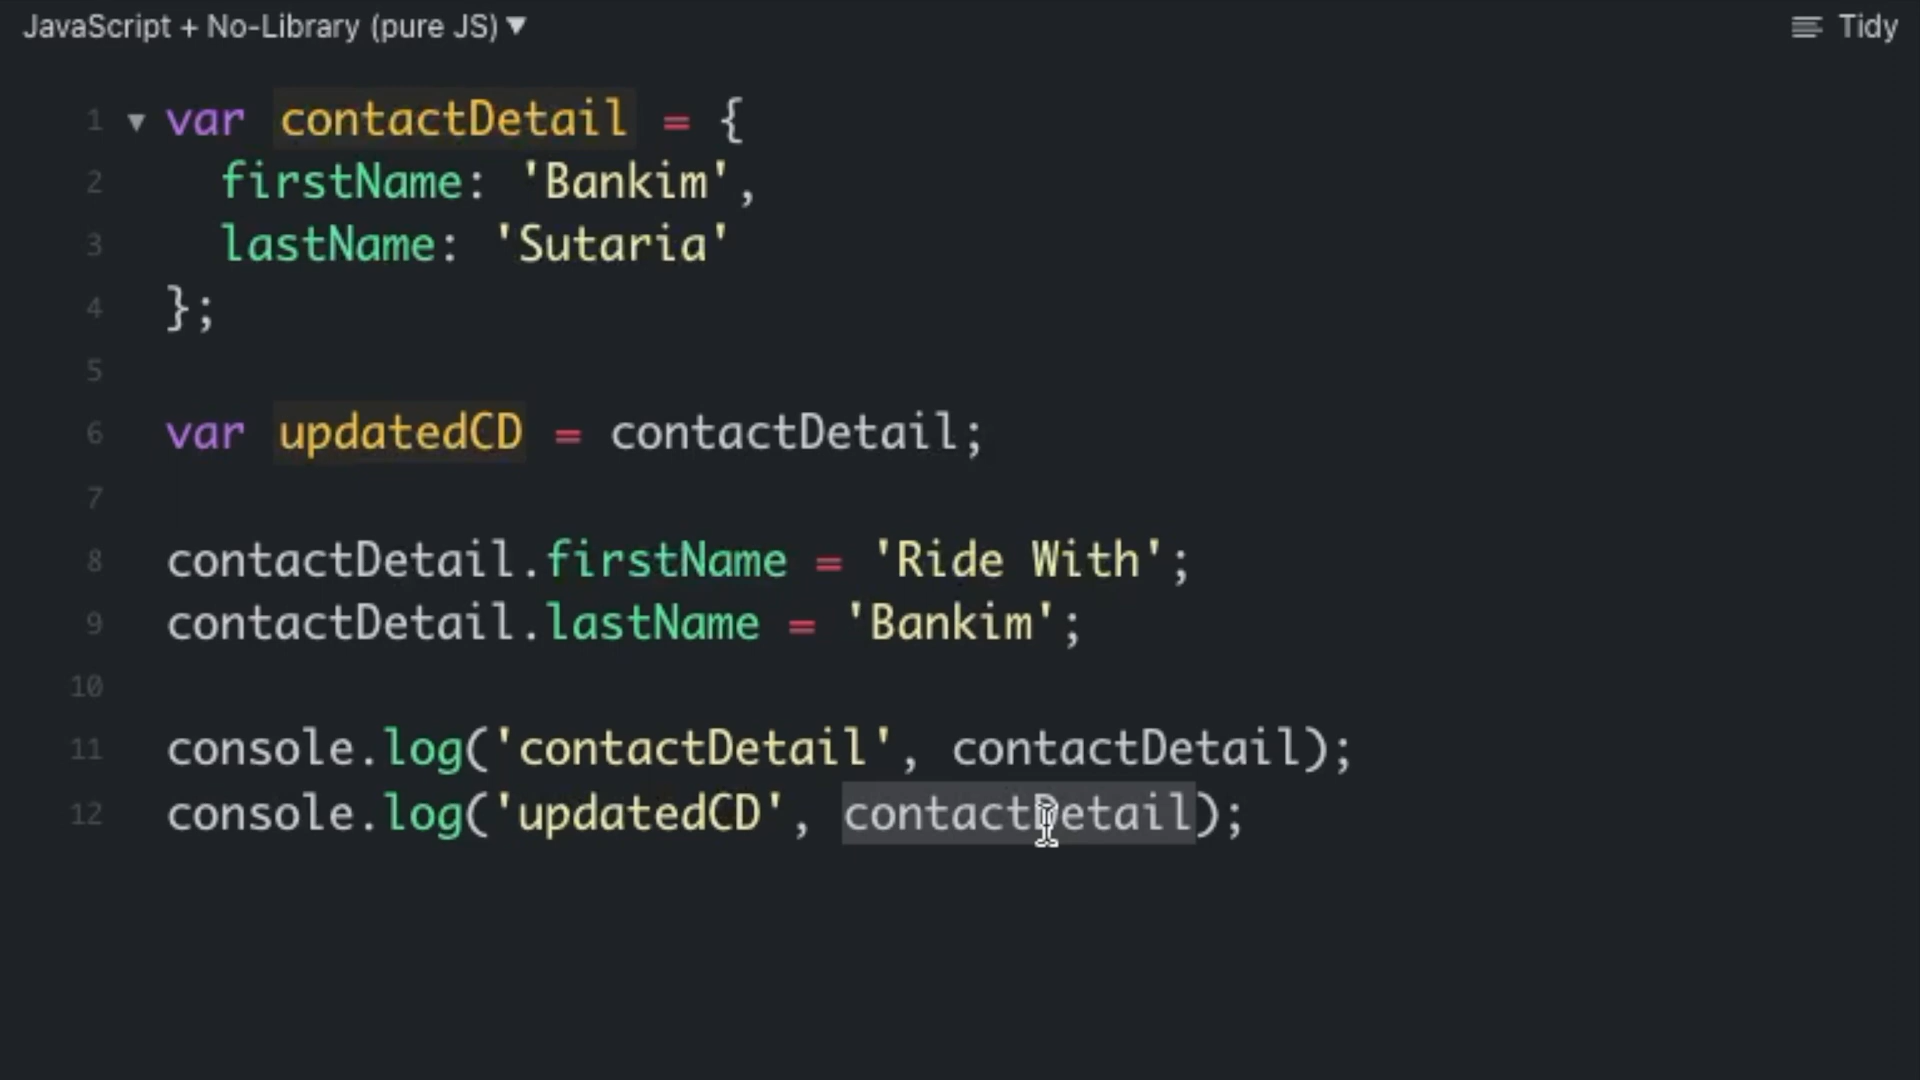 JavaScript + No-Library (pure JS) ▼
Tidy
1 ▼ var contactDetail = {
2 firstName: 'Bankim',
3 lastName: 'Sutaria'
4 };
5
6 var updatedCD = contactDetail;
7
8 contactDetail.firstName = 'Ride With';
9 contactDetail.lastName = 'Bankim';
10
11 console.log('contactDetail', contactDetail);
12 console.log('updatedCD', contactDetail);